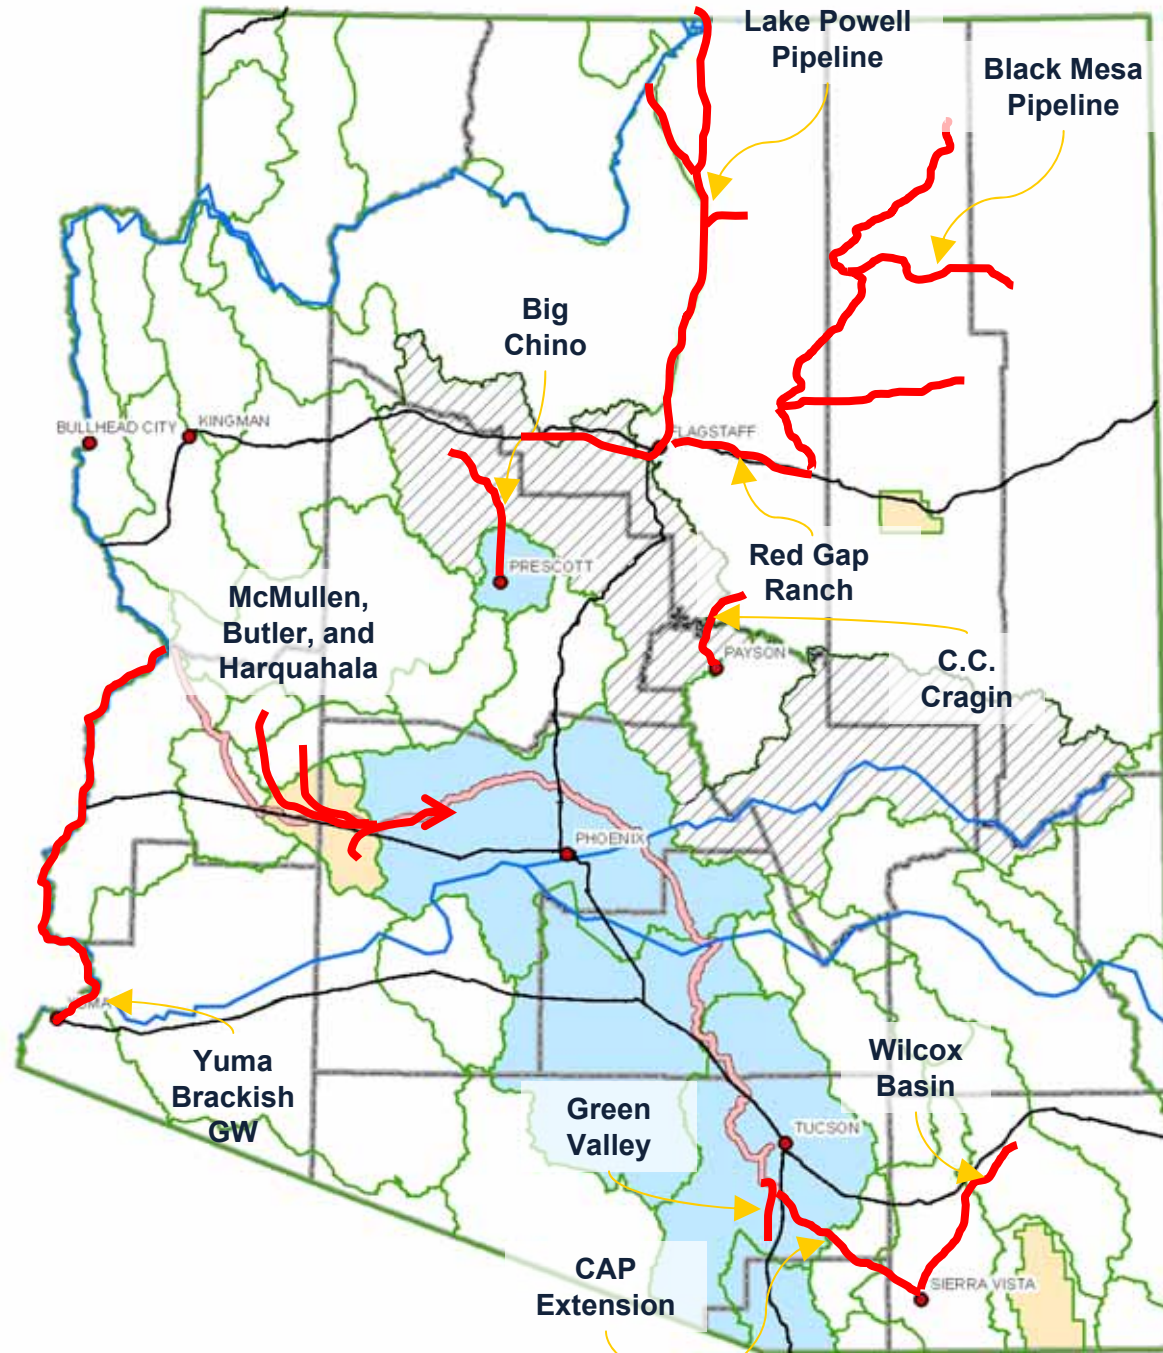 Lake Powell
Pipeline
Black Mesa
Pipeline
Big
Chino
BULLHEAD CITY
KINGMAN
FLAGSTAFF
Red Gap
Ranch
PRESCOTT
McMullen,
Butler, and
Harquahala
PAYSON
C.C.
Cragin
PHOENIX
YUMA
Yuma
Brackish
GW
Wilcox
Basin
Green
Valley
TUCSON
CAP
Extension
SIERRA VISTA